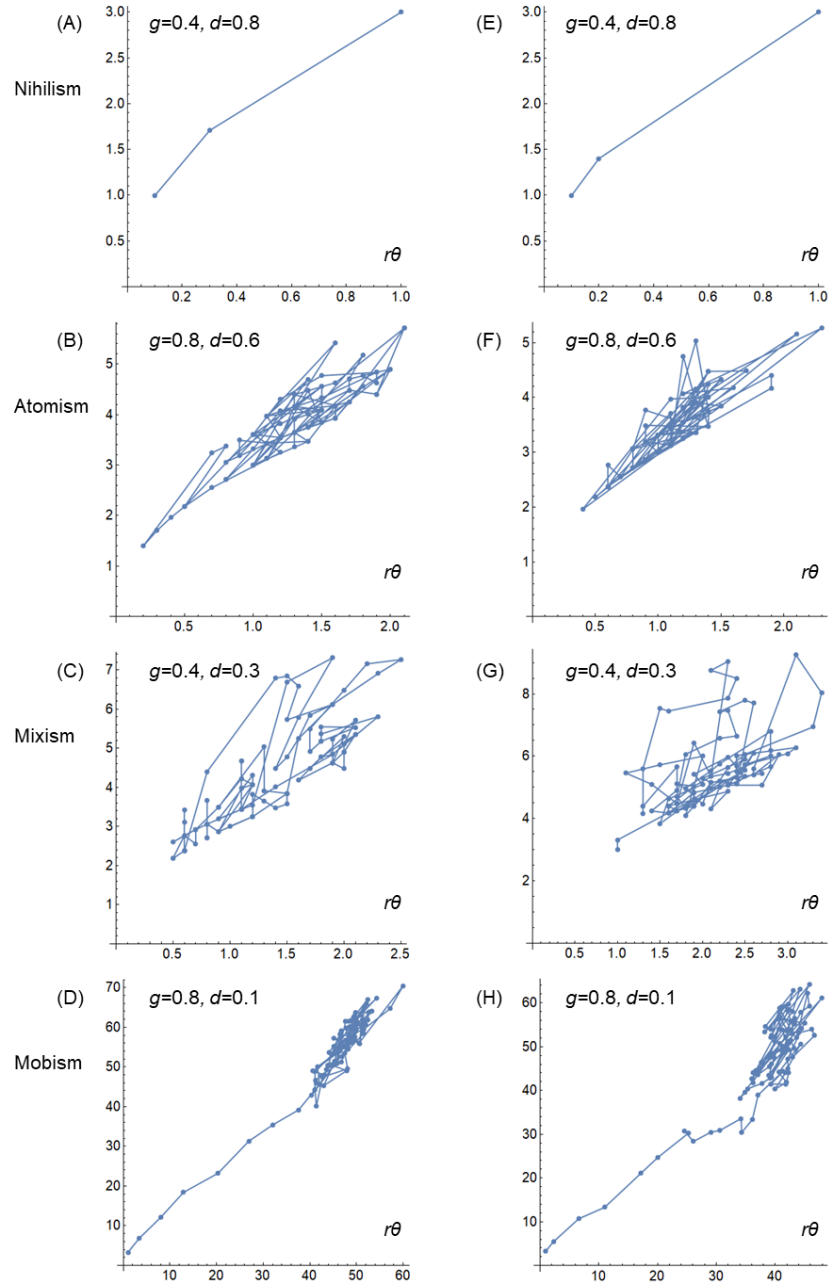 (A) g=0.4, d=0.8
Nihilism
3.0
2.5
2.0
1.5
1.0
0.5
rθ
0.2 0.4 0.6 0.8 1.0
(E) g=0.4, d=0.8
3.0
2.5
2.0
1.5
1.0
0.5
rθ
0.2 0.4 0.6 0.8 1.0
(B) g=0.8, d=0.6
Atomism
5
4
3
2
1
rθ
0.5 1.0 1.5 2.0
(F) g=0.8, d=0.6
5
4
3
2
1
rθ
0.5 1.0 1.5 2.0
(C) g=0.4, d=0.3
Mixism
7
6
5
4
3
2
1
rθ
0.5 1.0 1.5 2.0 2.5
(G) g=0.4, d=0.3
8
6
4
2
rθ
0.5 1.0 1.5 2.0 2.5 3.0
(D) g=0.8, d=0.1
Mobism
70
60
50
40
30
20
10
rθ
10 20 30 40 50 60
(H) g=0.8, d=0.1
60
50
40
30
20
10
rθ
10 20 30 40